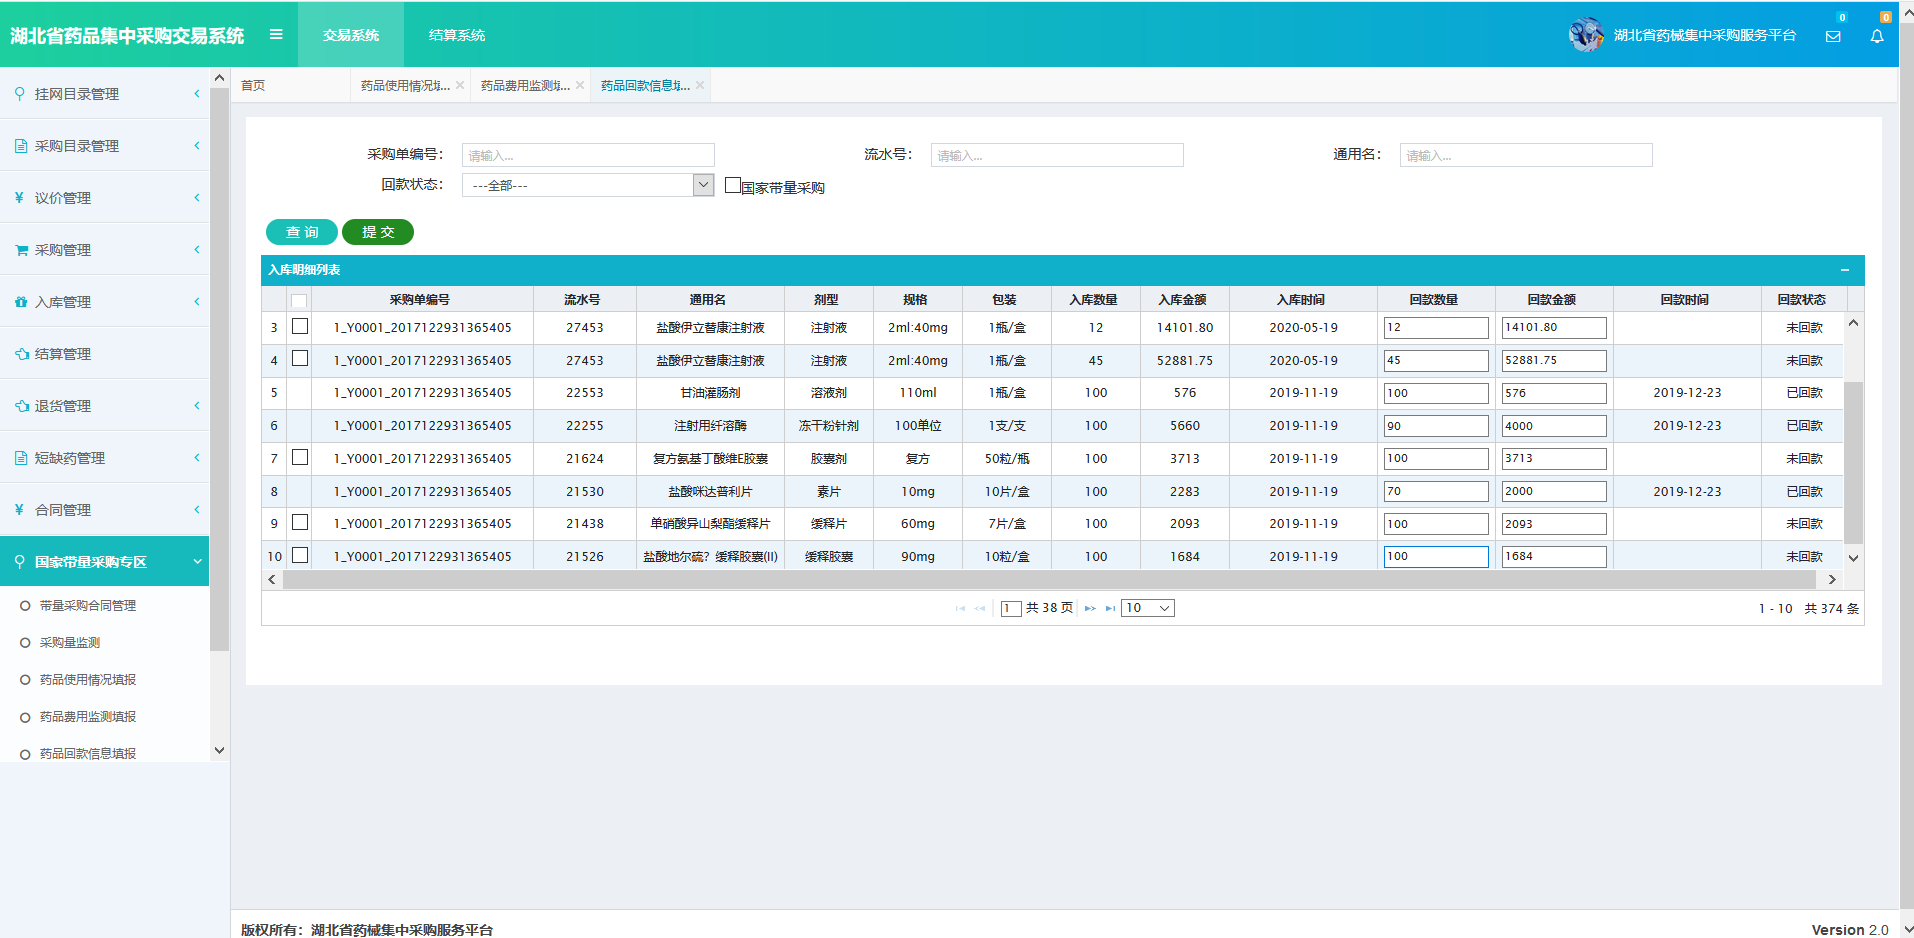 湖北省药品集中采购交易系统 交易系统 结算系统 湖北省药械集中采购服务平台 0 0
首页 药品使用情况填... 药品费用监测填... 药品回款信息填...
挂网目录管理
采购目录管理
议价管理
采购管理
入库管理
结算管理
退货管理
短缺药管理
合同管理
国家带量采购专区
带量采购合同管理
采购量监测
药品使用情况填报
药品费用监测填报
药品回款信息填报
采购单编号： 请输入... 流水号： 请输入... 通用名： 请输入...
回款状态： ---全部--- 国家带量采购
查 询 提 交
入库明细列表
采购单编号 流水号 通用名 剂型 规格 包装 入库数量 入库金额 入库时间 回款数量 回款金额 回款时间 回款状态
3 1_Y0001_2017122931365405 27453 盐酸伊立替康注射液 注射液 2ml:40mg 1瓶/盒 12 14101.80 2020-05-19 12 14101.80 未回款
4 1_Y0001_2017122931365405 27453 盐酸伊立替康注射液 注射液 2ml:40mg 1瓶/盒 45 52881.75 2020-05-19 45 52881.75 未回款
5 1_Y0001_2017122931365405 22553 甘油灌肠剂 溶液剂 110ml 1瓶/盒 100 576 2019-11-19 100 576 2019-12-23 已回款
6 1_Y0001_2017122931365405 22255 注射用纤溶酶 冻干粉针剂 100单位 1支/支 100 5660 2019-11-19 90 4000 2019-12-23 已回款
7 1_Y0001_2017122931365405 21624 复方氨基丁酸维E胶囊 胶囊剂 复方 50粒/瓶 100 3713 2019-11-19 100 3713 未回款
8 1_Y0001_2017122931365405 21530 盐酸咪达普利片 素片 10mg 10片/盒 100 2283 2019-11-19 70 2000 2019-12-23 已回款
9 1_Y0001_2017122931365405 21438 单硝酸异山梨酯缓释片 缓释片 60mg 7片/盒 100 2093 2019-11-19 100 2093 未回款
10 1_Y0001_2017122931365405 21526 盐酸地尔硫？缓释胶囊(II) 缓释胶囊 90mg 10粒/盒 100 1684 2019-11-19 100 1684 未回款
1 共 38 页 10 1 - 10 共 374 条
版权所有：湖北省药械集中采购服务平台 Version 2.0